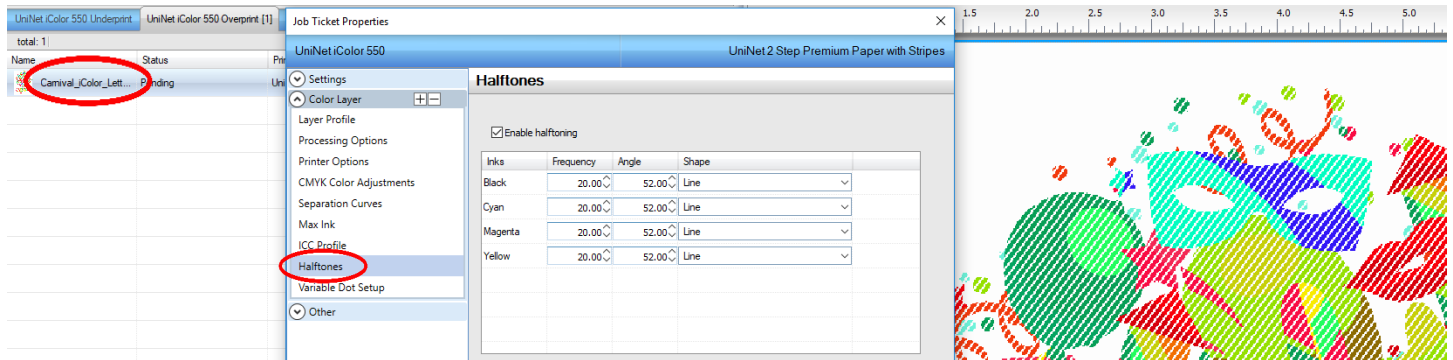 UniNet iColor 550 Underprint
UniNet iColor 550 Overprint [1]
total: 1
Name Status Pri
Carnival_iColor_Lett... Pending Uni
Job Ticket Properties
UniNet iColor 550 UniNet 2 Step Premium Paper with Stripes
Settings
Color Layer
Layer Profile
Processing Options
Printer Options
CMYK Color Adjustments
Separation Curves
Max Ink
ICC Profile
Halftones
Variable Dot Setup
Other
Halftones
Enable halftoning
Inks Frequency Angle Shape
Black 20.00 52.00 Line
Cyan 20.00 52.00 Line
Magenta 20.00 52.00 Line
Yellow 20.00 52.00 Line
1.5 2.0 2.5 3.0 3.5 4.0 4.5 5.0